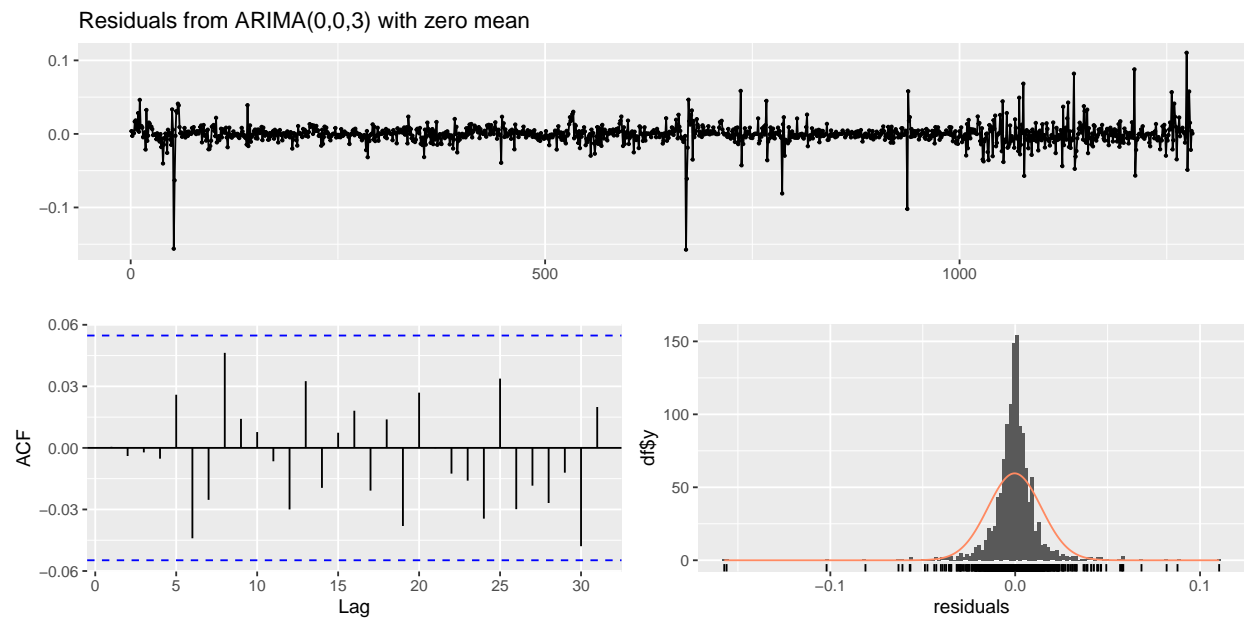 Residuals from ARIMA(0,0,3) with zero mean
0.1
0.0
−0.1
0 500 1000
0.06
0.03
0.00
−0.03
−0.06
ACF
0 5 10 15 20 25 30
Lag
150
100
50
0
df$y
−0.1 0.0 0.1
residuals